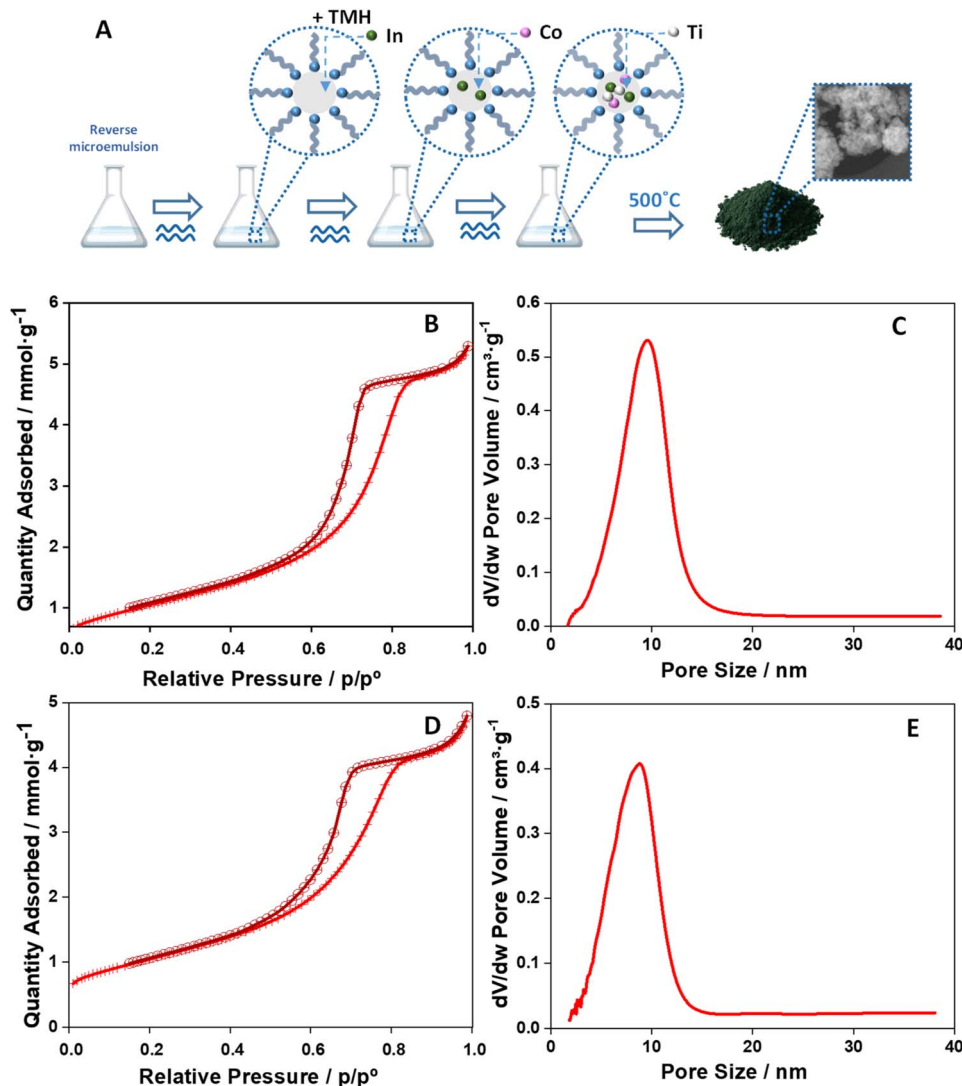 A
+ TMH
In
Co
Ti
Reverse
microemulsion
500°C
B
Quantity Adsorbed / mmol·g⁻¹
6
5
4
3
2
1
0.0 0.2 0.4 0.6 0.8 1.0
Relative Pressure / p/pº
C
dV/dw Pore Volume / cm³·g⁻¹
0.6
0.5
0.4
0.3
0.2
0.1
0.0
0 10 20 30 40
Pore Size / nm
D
Quantity Adsorbed / mmol·g⁻¹
5
4
3
2
1
0
0.0 0.2 0.4 0.6 0.8 1.0
Relative Pressure / p/pº
E
dV/dw Pore Volume / cm³·g⁻¹
0.5
0.4
0.3
0.2
0.1
0.0
0 10 20 30 40
Pore Size / nm